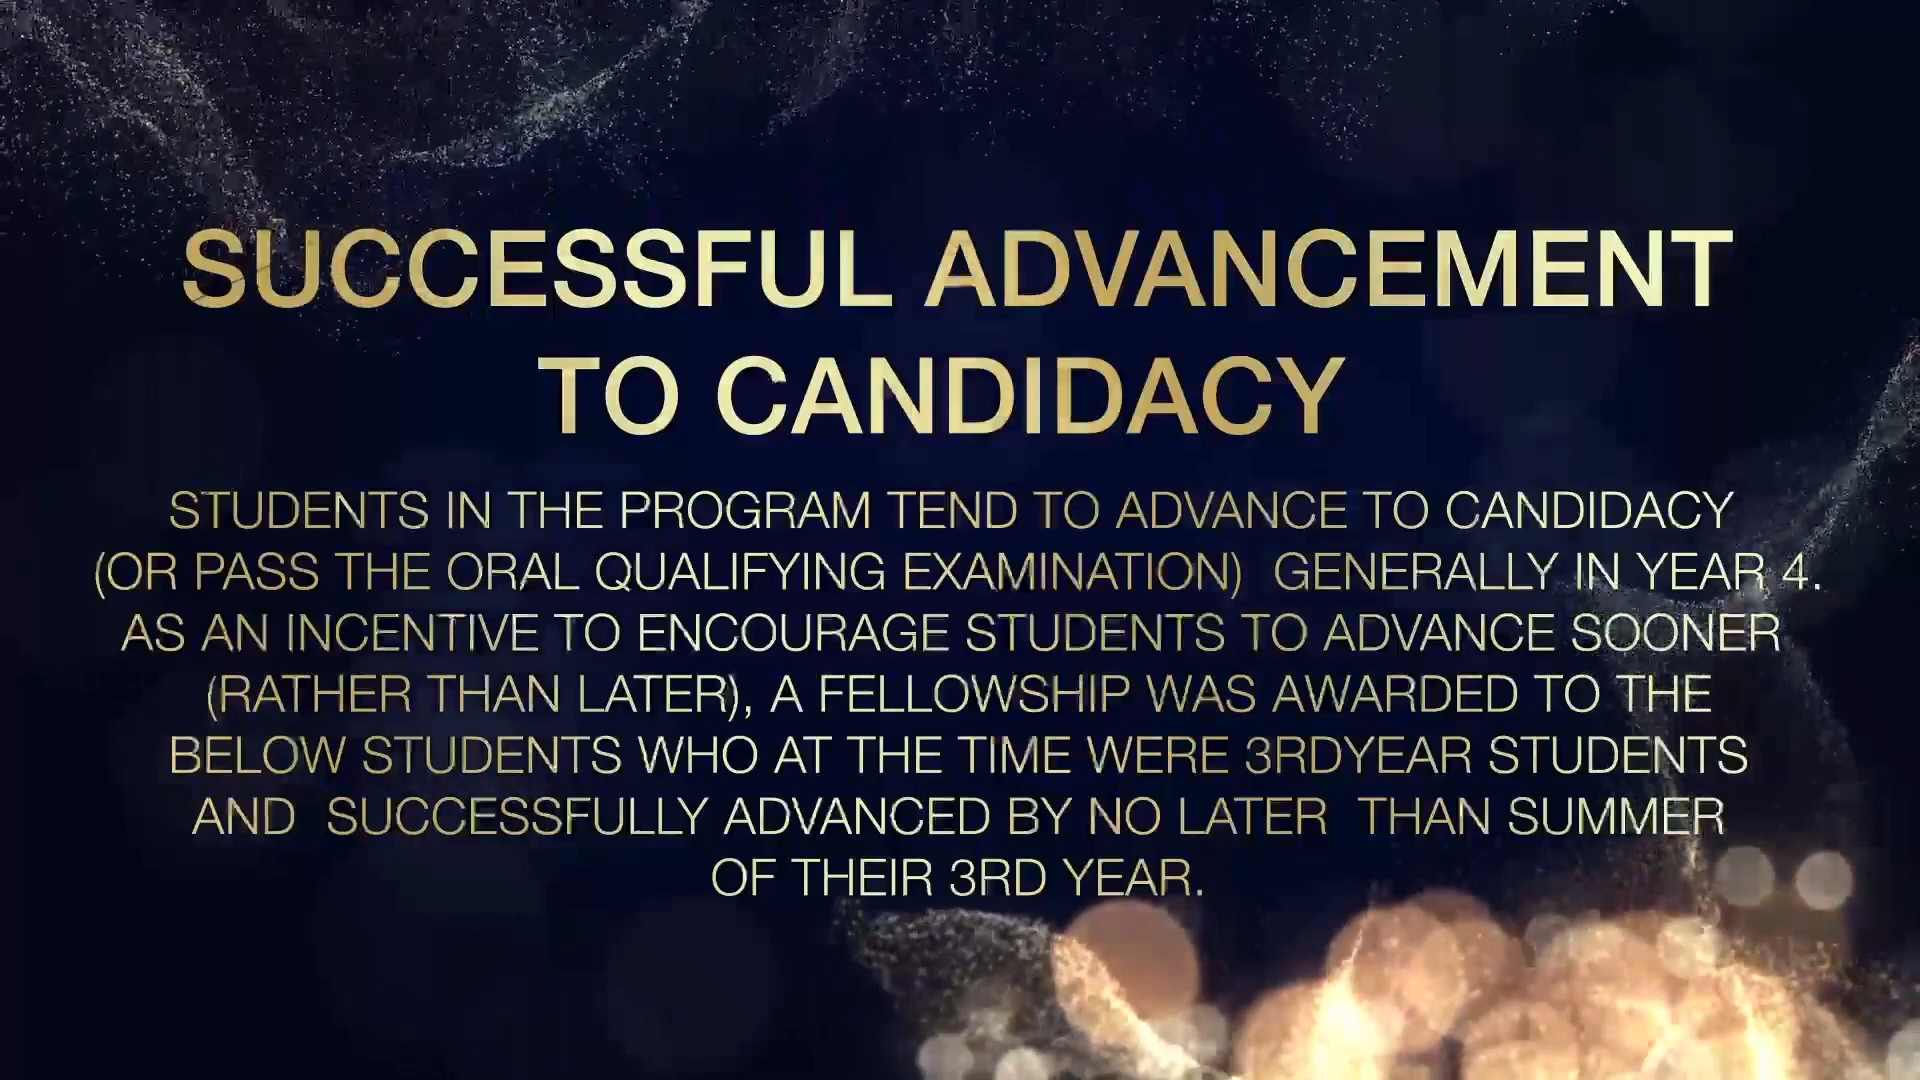 SUCCESSFUL ADVANCEMENT
TO CANDIDACY
STUDENTS IN THE PROGRAM TEND TO ADVANCE TO CANDIDACY
(OR PASS THE ORAL QUALIFYING EXAMINATION)  GENERALLY IN YEAR 4.
AS AN INCENTIVE TO ENCOURAGE STUDENTS TO ADVANCE SOONER
(RATHER THAN LATER), A FELLOWSHIP WAS AWARDED TO THE
BELOW STUDENTS WHO AT THE TIME WERE 3RDYEAR STUDENTS
AND  SUCCESSFULLY ADVANCED BY NO LATER  THAN SUMMER
OF THEIR 3RD YEAR.